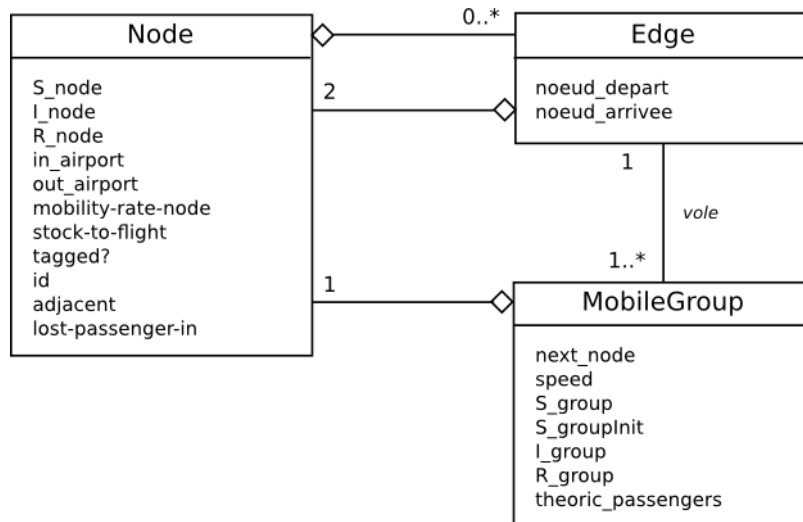 Node
S_node
I_node
R_node
in_airport
out_airport
mobility-rate-node
stock-to-flight
tagged?
id
adjacent
lost-passenger-in
0..*
2
1
Edge
noeud_depart
noeud_arrivee
1
vole
1..*
MobileGroup
next_node
speed
S_group
S_groupInit
I_group
R_group
theoric_passengers